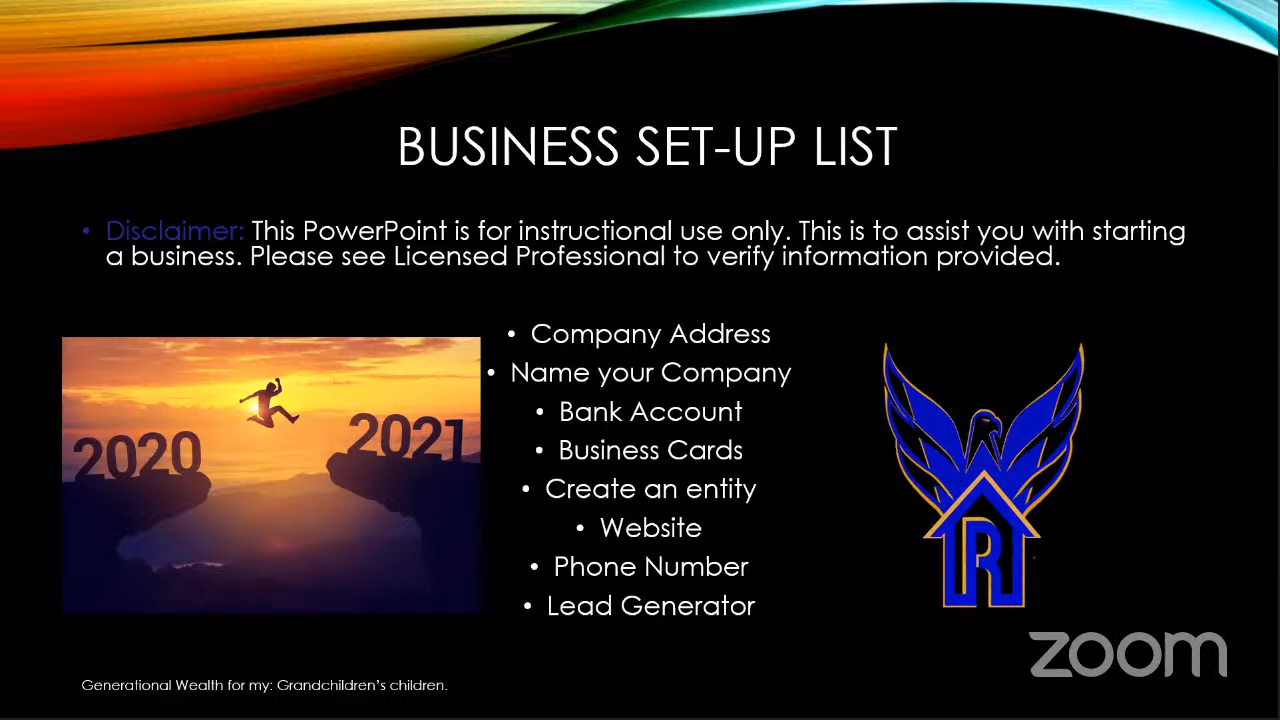 BUSINESS SET-UP LIST
• Disclaimer: This PowerPoint is for instructional use only. This is to assist you with starting
a business. Please see Licensed Professional to verify information provided.
• Company Address
• Name your Company
• Bank Account
• Business Cards
• Create an entity
• Website
• Phone Number
• Lead Generator
2020
2021
R
zoom
Generational Wealth for my: Grandchildren's children.